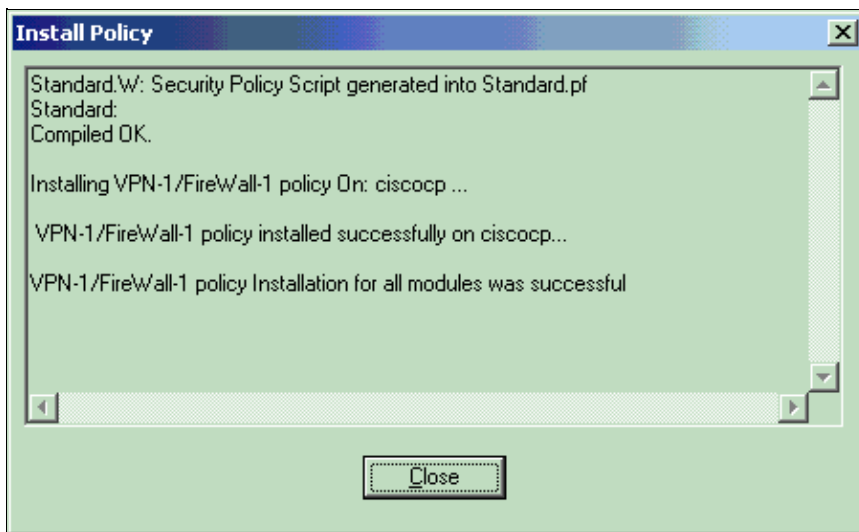 Install Policy
Standard.W: Security Policy Script generated into Standard.pf
Standard:
Compiled OK.
Installing VPN-1/FireWall-1 policy On: ciscocp ...
VPN-1/FireWall-1 policy installed successfully on ciscocp...
VPN-1/FireWall-1 policy Installation for all modules was successful
Close